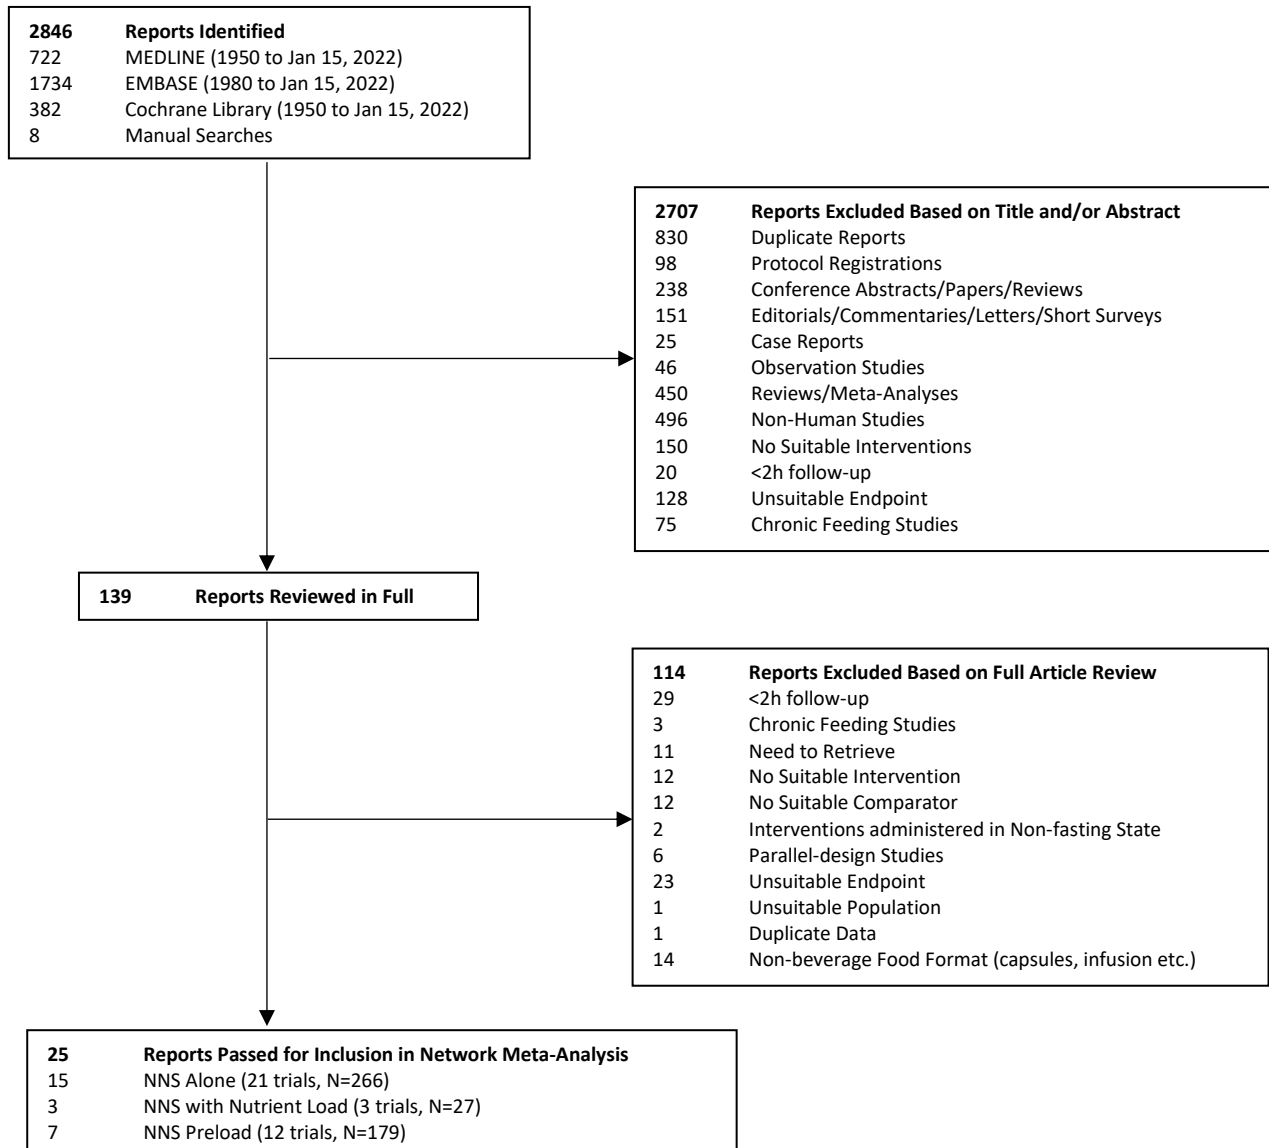 2846 Reports Identified
722 MEDLINE (1950 to Jan 15, 2022)
1734 EMBASE (1980 to Jan 15, 2022)
382 Cochrane Library (1950 to Jan 15, 2022)
8 Manual Searches
2707 Reports Excluded Based on Title and/or Abstract
830 Duplicate Reports
98 Protocol Registrations
238 Conference Abstracts/Papers/Reviews
151 Editorials/Commentaries/Letters/Short Surveys
25 Case Reports
46 Observation Studies
450 Reviews/Meta-Analyses
496 Non-Human Studies
150 No Suitable Interventions
20 <2h follow-up
128 Unsuitable Endpoint
75 Chronic Feeding Studies
139 Reports Reviewed in Full
114 Reports Excluded Based on Full Article Review
29 <2h follow-up
3 Chronic Feeding Studies
11 Need to Retrieve
12 No Suitable Intervention
12 No Suitable Comparator
2 Interventions administered in Non-fasting State
6 Parallel-design Studies
23 Unsuitable Endpoint
1 Unsuitable Population
1 Duplicate Data
14 Non-beverage Food Format (capsules, infusion etc.)
25 Reports Passed for Inclusion in Network Meta-Analysis
15 NNS Alone (21 trials, N=266)
3 NNS with Nutrient Load (3 trials, N=27)
7 NNS Preload (12 trials, N=179)